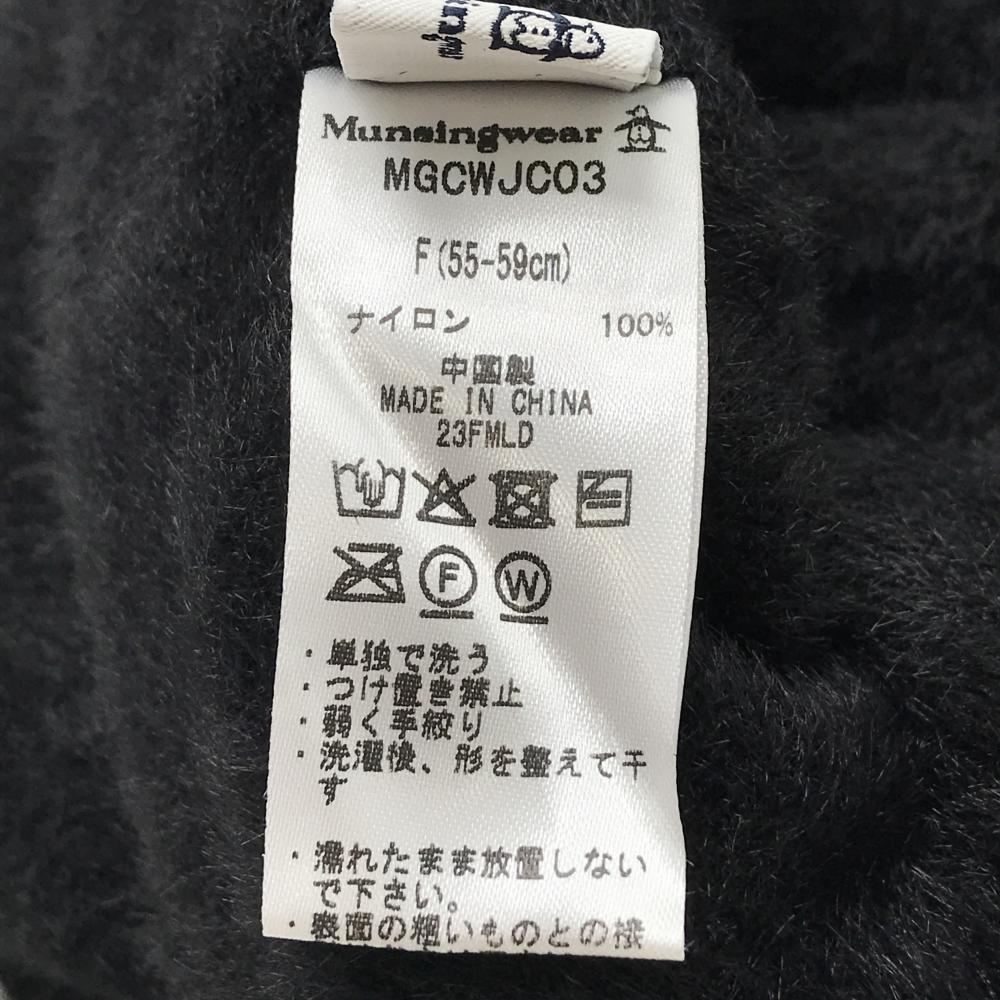 Munsingwear
MGCWJC03
F(55-59cm)
ナイロン 100%
中国製
MADE IN CHINA
23FMLD
F W
・単独で洗う
・つけ置き禁止
・弱く手絞り
・洗濯後、形を整えて干
す
・濡れたまま放置しない
で下さい。
・表面の粗いものとの接